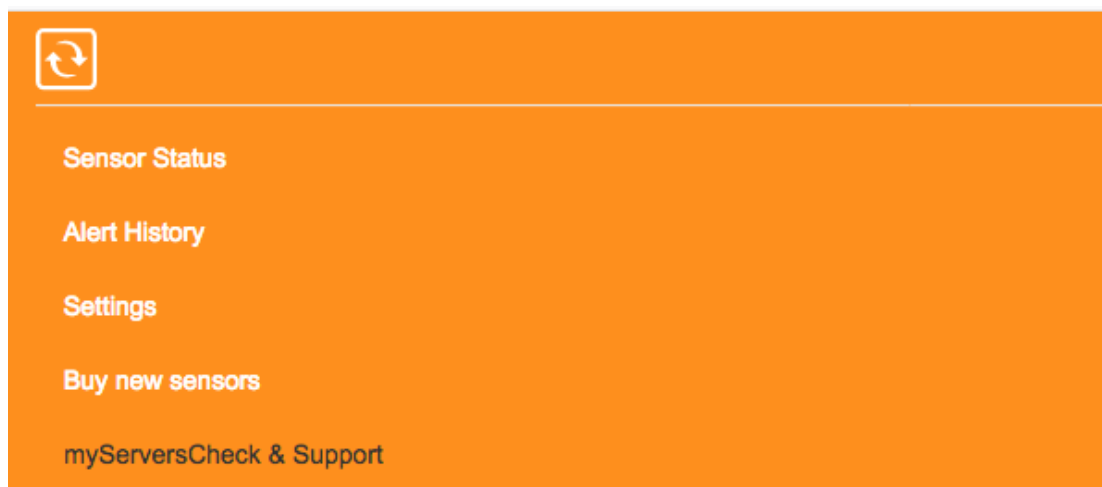 Sensor Status
Alert History
Settings
Buy new sensors
myServersCheck & Support